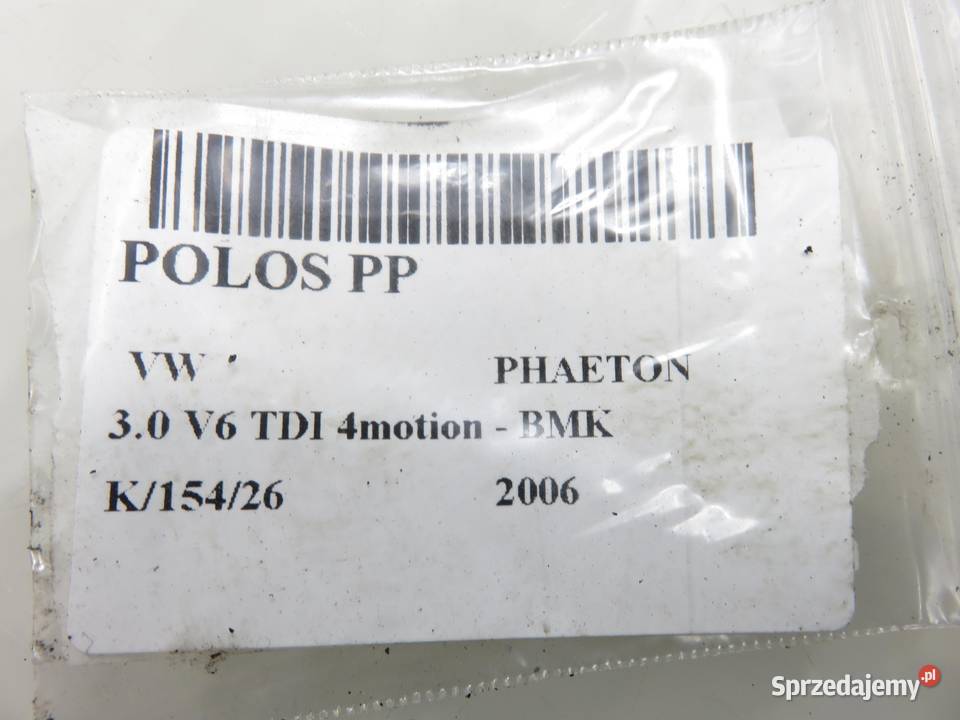 POLOS PP
VW PHAETON
3.0 V6 TDI 4motion - BMK
K/154/26 2006
Sprzedajemy.pl